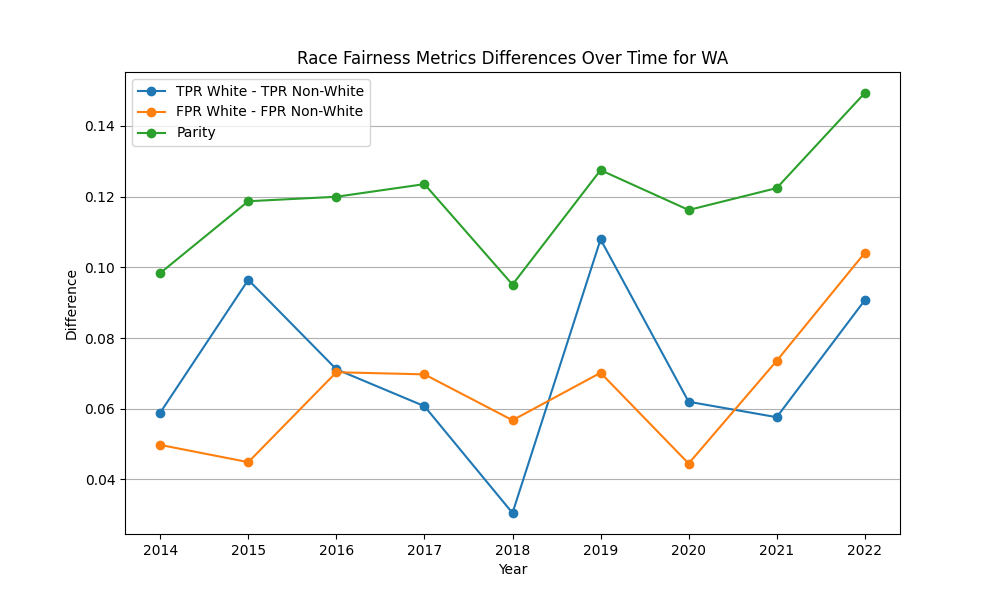 Race Fairness Metrics Differences Over Time for WA
TPR White - TPR Non-White
FPR White - FPR Non-White
Parity
Difference
0.14
0.12
0.10
0.08
0.06
0.04
2014 2015 2016 2017 2018 2019 2020 2021 2022
Year